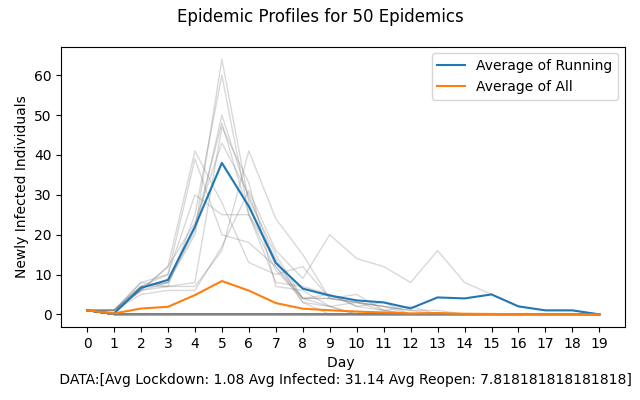 Epidemic Profiles for 50 Epidemics
Average of Running
Average of All
Newly Infected Individuals
60
50
40
30
20
10
0
0 1 2 3 4 5 6 7 8 9 10 11 12 13 14 15 16 17 18 19
Day
DATA:[Avg Lockdown: 1.08 Avg Infected: 31.14 Avg Reopen: 7.818181818181818]